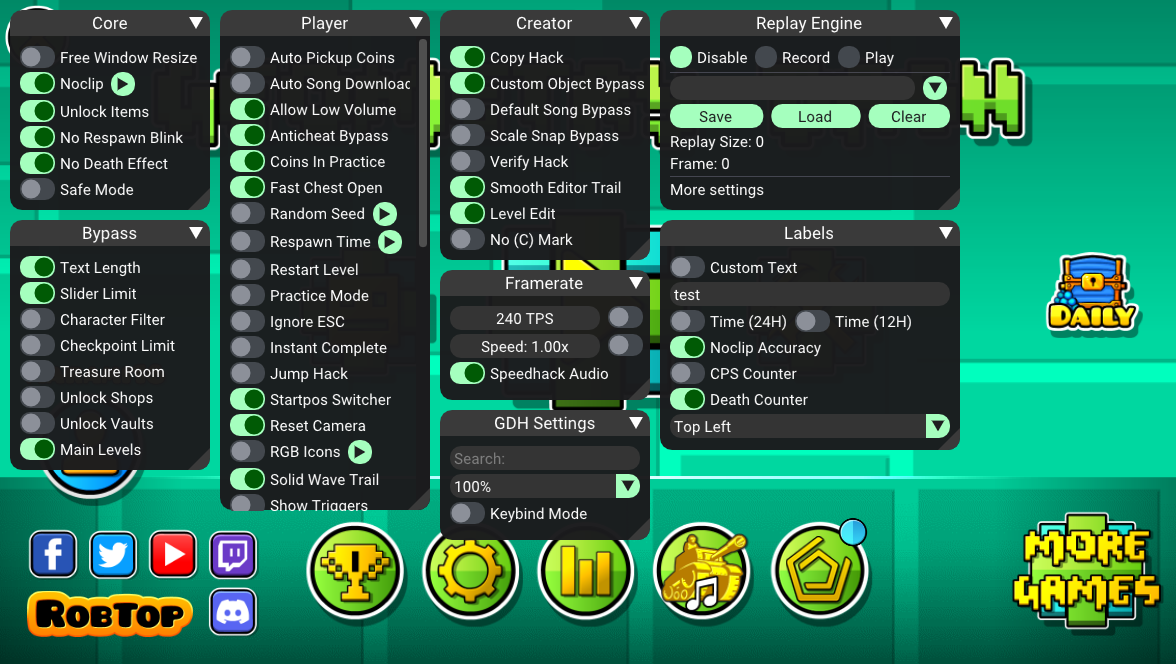 Core
Free Window Resize
Noclip
Unlock Items
No Respawn Blink
No Death Effect
Safe Mode
Bypass
Text Length
Slider Limit
Character Filter
Checkpoint Limit
Treasure Room
Unlock Shops
Unlock Vaults
Main Levels
Player
Auto Pickup Coins
Auto Song Downloac
Allow Low Volume
Anticheat Bypass
Coins In Practice
Fast Chest Open
Random Seed
Respawn Time
Restart Level
Practice Mode
Ignore ESC
Instant Complete
Jump Hack
Startpos Switcher
Reset Camera
RGB Icons
Solid Wave Trail
Show Triggers
Creator
Copy Hack
Custom Object Bypass
Default Song Bypass
Scale Snap Bypass
Verify Hack
Smooth Editor Trail
Level Edit
No (C) Mark
Framerate
240 TPS
Speed: 1.00x
Speedhack Audio
GDH Settings
Search:
100%
Keybind Mode
Replay Engine
Disable Record Play
Save Load Clear
Replay Size: 0
Frame: 0
More settings
Labels
Custom Text
test
Time (24H) Time (12H)
Noclip Accuracy
CPS Counter
Death Counter
Top Left
DAILY
ROBTOP
MORE
GAMES